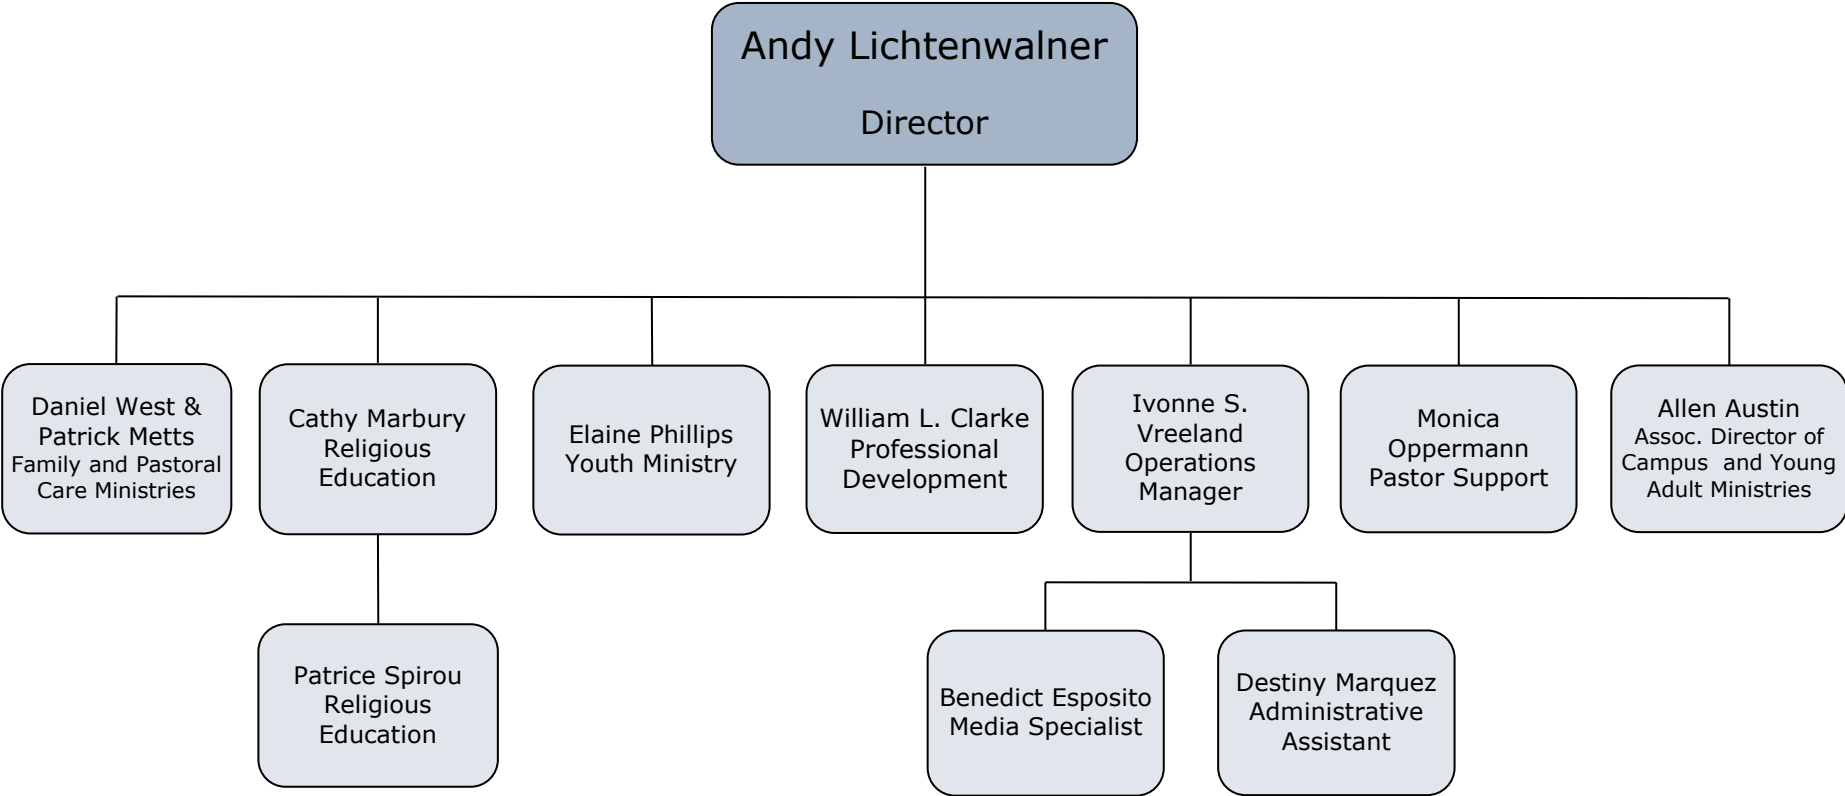 Andy Lichtenwalner
Director
Daniel West &
Patrick Metts
Family and Pastoral
Care Ministries
Cathy Marbury
Religious
Education
Elaine Phillips
Youth Ministry
William L. Clarke
Professional
Development
Ivonne S.
Vreeland
Operations
Manager
Monica
Oppermann
Pastor Support
Allen Austin
Assoc. Director of
Campus and Young
Adult Ministries
Patrice Spirou
Religious
Education
Benedict Esposito
Media Specialist
Destiny Marquez
Administrative
Assistant